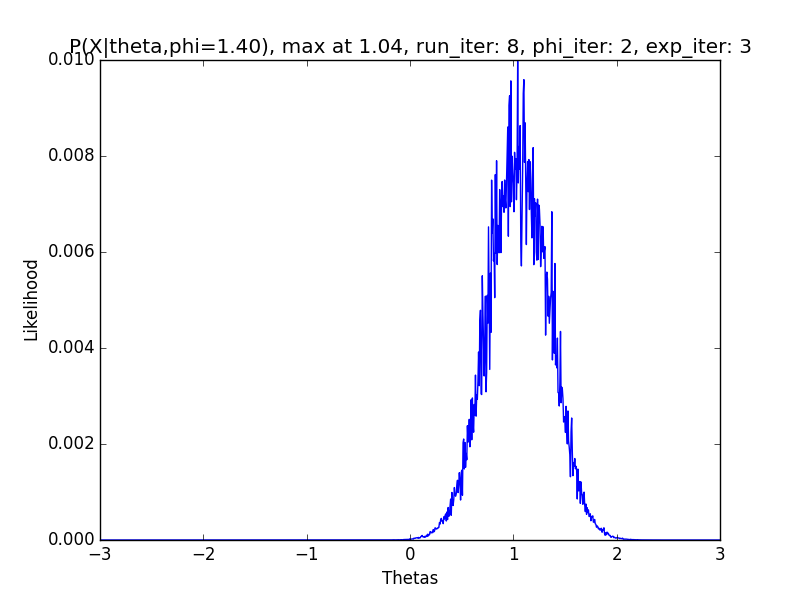 P(X|theta,phi=1.40), max at 1.04, run_iter: 8, phi_iter: 2, exp_iter: 3
0.010
0.008
0.006
0.004
0.002
0.000
Likelihood
−3 −2 −1 0 1 2 3
Thetas